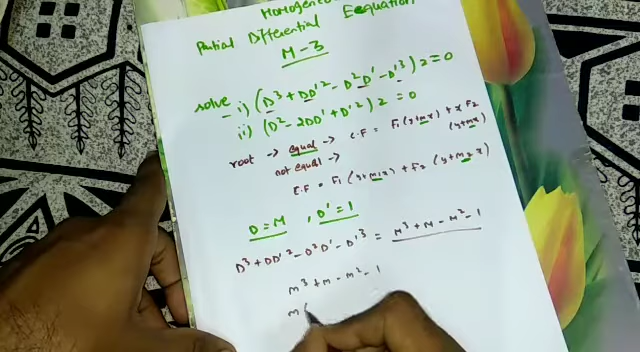 Homogeneo
Partial Differential Eequation
M-3
solve i) (D³ + DD'² - D²D' - D'³) z = 0
ii) (D² - 2DD' + D'²) z = 0
root → equal → C.F = F₁ (y+mx) + x F₂ (y+mx)
not equal →
C.F = F₁ (y+m₁x) + F₂ (y+m₂x)
D = M , D' = 1
D³ + DD'² - D²D' - D'³ = M³ + M - M² - 1
m³ + m - m² - 1
m(